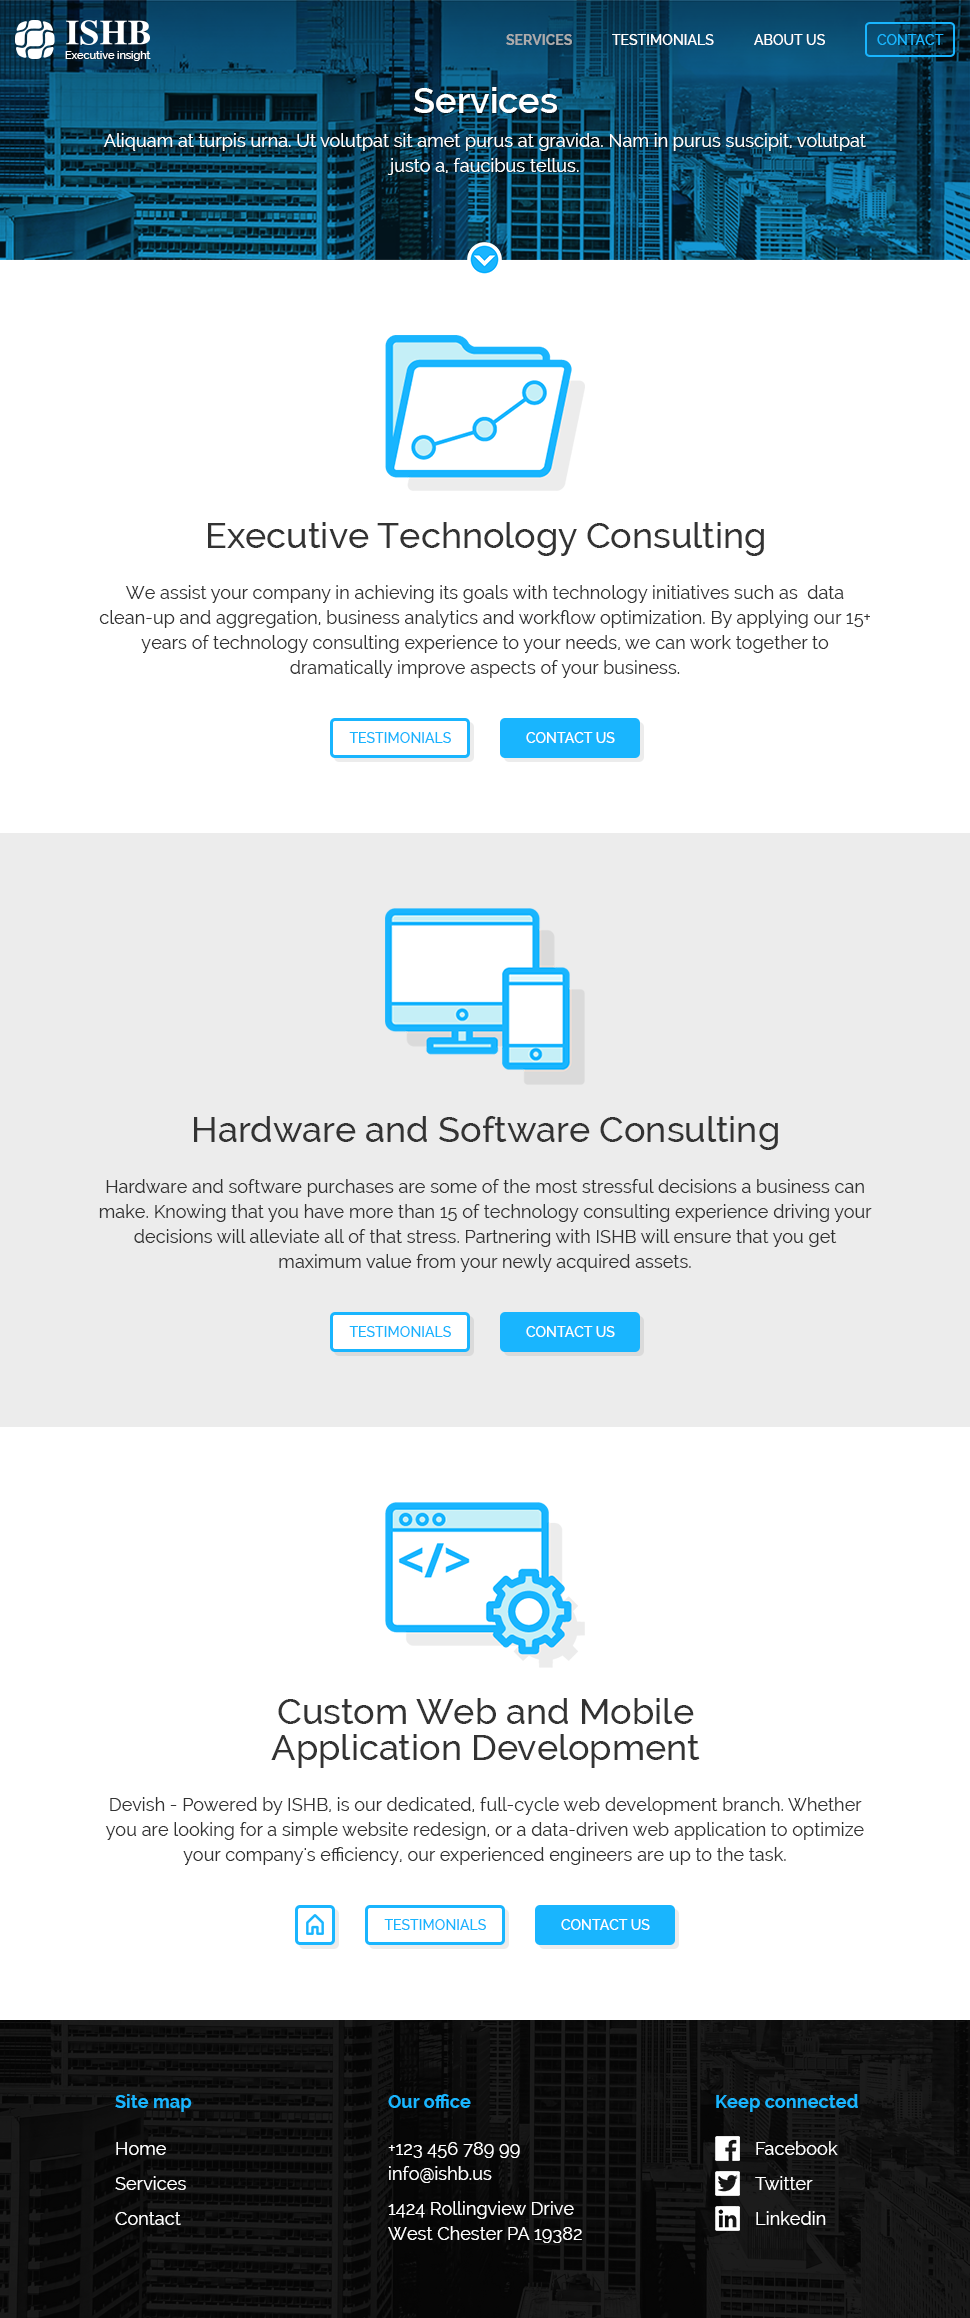 ISHB
Executive insight
SERVICES TESTIMONIALS ABOUT US CONTACT
Services
Aliquam at turpis urna. Ut volutpat sit amet purus at gravida. Nam in purus suscipit, volutpat
justo a, faucibus tellus.
Executive Technology Consulting
We assist your company in achieving its goals with technology initiatives such as data
clean-up and aggregation, business analytics and workflow optimization. By applying our 15+
years of technology consulting experience to your needs, we can work together to
dramatically improve aspects of your business.
TESTIMONIALS CONTACT US
Hardware and Software Consulting
Hardware and software purchases are some of the most stressful decisions a business can
make. Knowing that you have more than 15 of technology consulting experience driving your
decisions will alleviate all of that stress. Partnering with ISHB will ensure that you get
maximum value from your newly acquired assets.
TESTIMONIALS CONTACT US
</>
Custom Web and Mobile
Application Development
Devish - Powered by ISHB, is our dedicated, full-cycle web development branch. Whether
you are looking for a simple website redesign, or a data-driven web application to optimize
your company's efficiency, our experienced engineers are up to the task.
TESTIMONIALS CONTACT US
Site map
Home
Services
Contact
Our office
+123 456 789 99
info@ishb.us
1424 Rollingview Drive
West Chester PA 19382
Keep connected
Facebook
Twitter
Linkedin